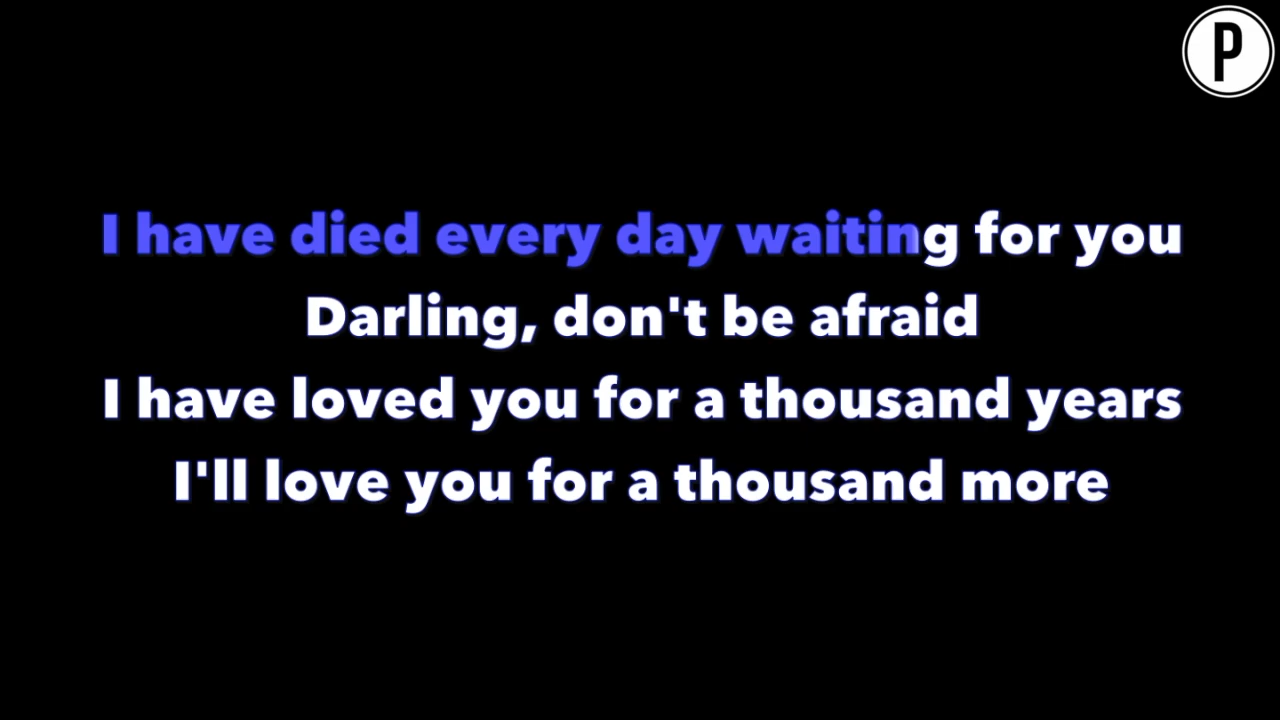 P
I have died every day waiting for you
Darling, don't be afraid
I have loved you for a thousand years
I'll love you for a thousand more